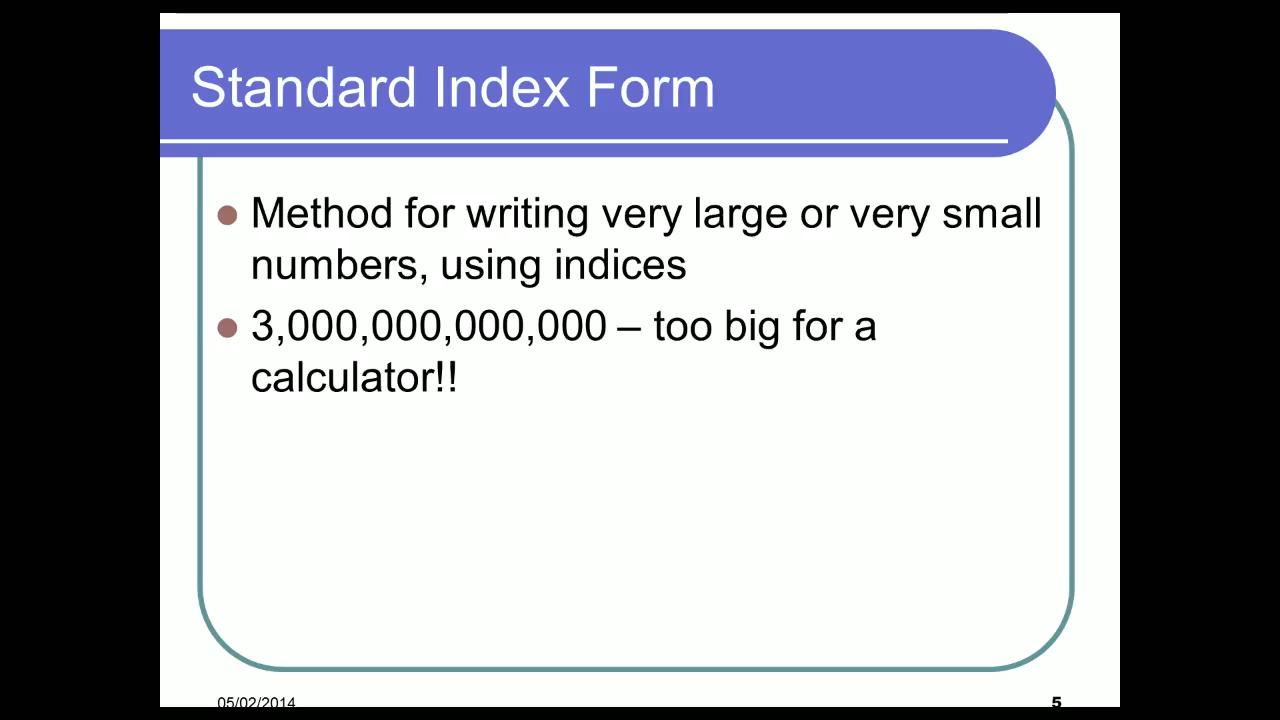 Standard Index Form
Method for writing very large or very small
numbers, using indices
3,000,000,000,000 – too big for a
calculator!!
05/02/2014
5